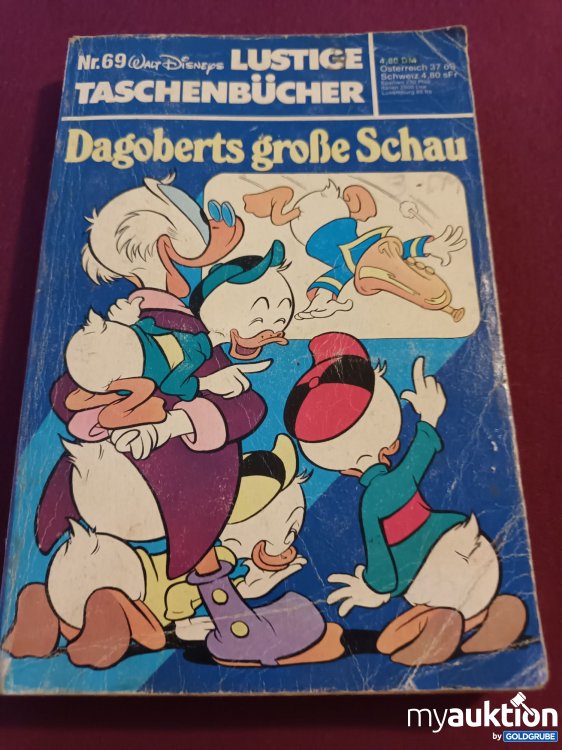 Nr.69 Walt Disneys LUSTIGE
TASCHENBÜCHER
4,80 DM
Österreich 37 öS
Schweiz 4,80 sFr
Dagoberts große Schau
myauktion
by GOLDGRUBE